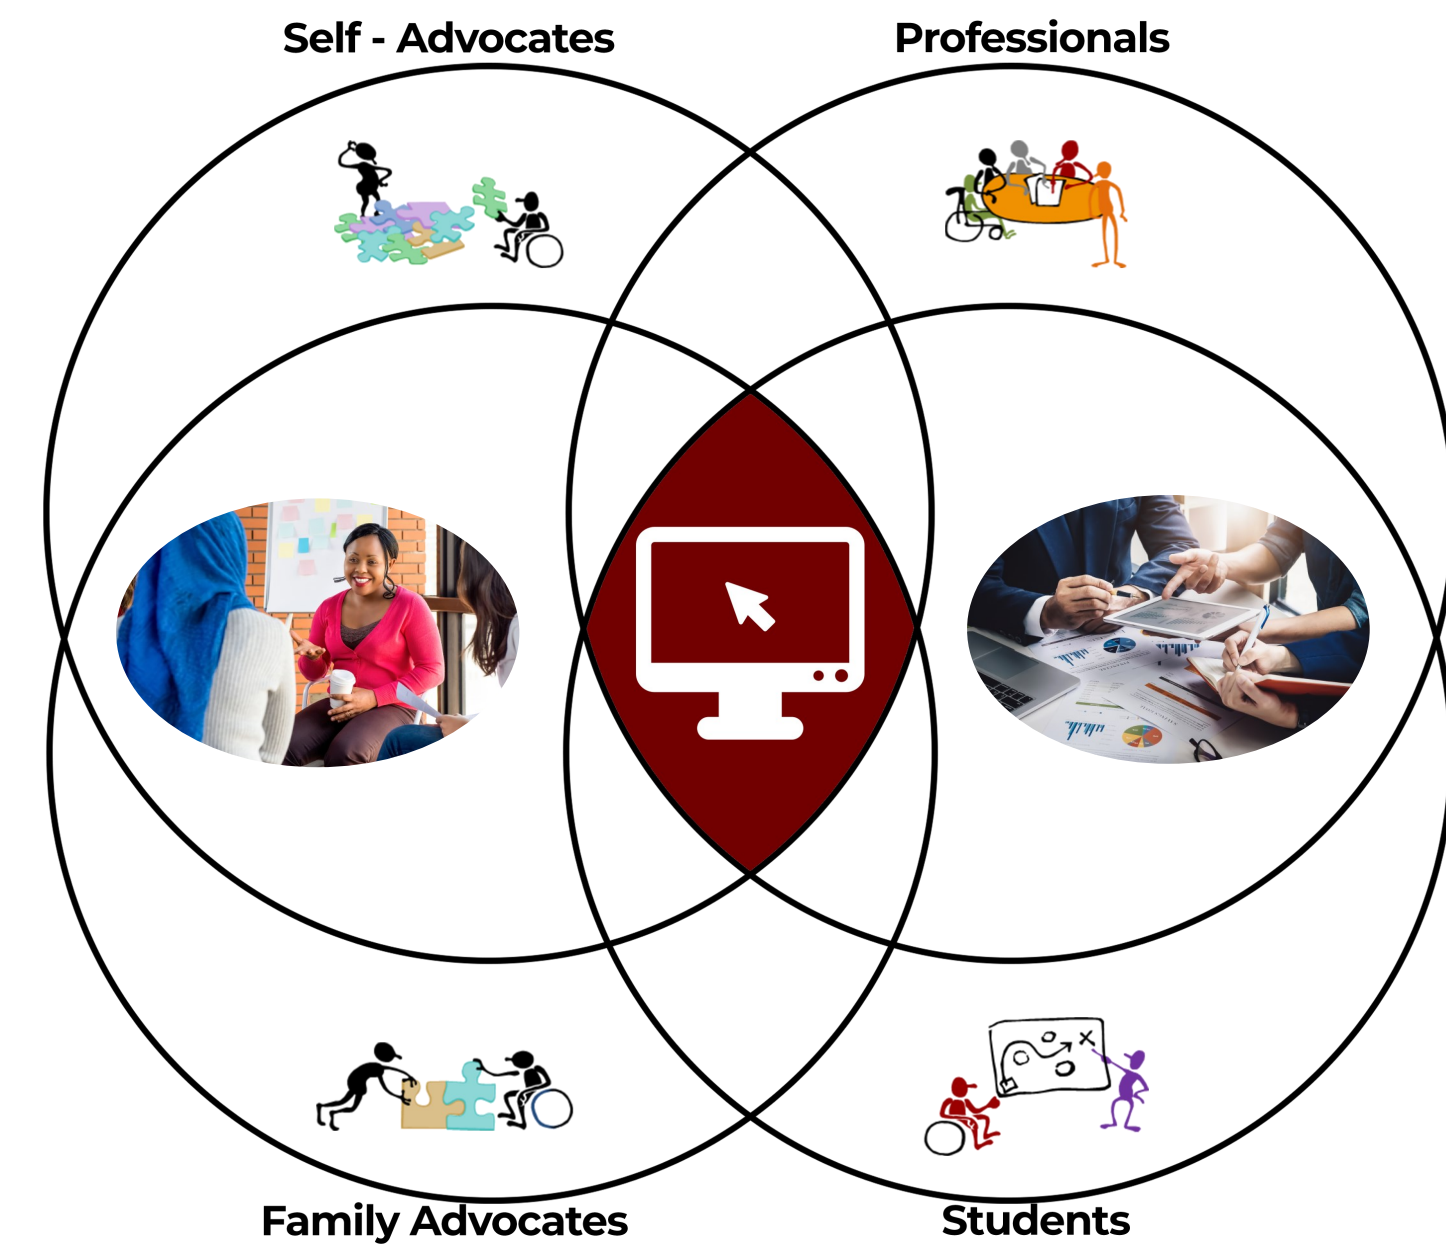 Self - Advocates
Professionals
Family Advocates
Students